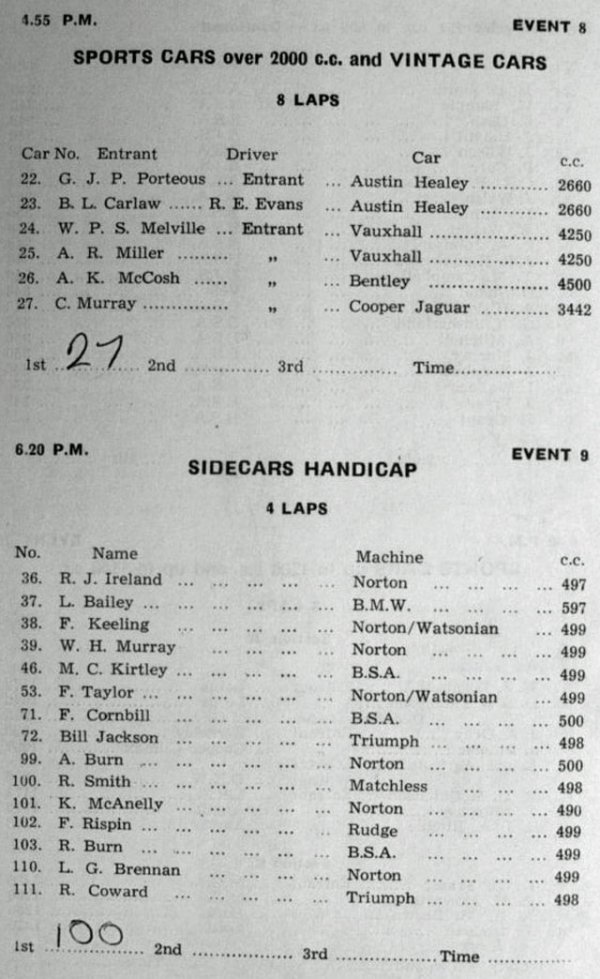 4.55 P.M. EVENT 8
SPORTS CARS over 2000 c.c. and VINTAGE CARS
8 LAPS
Car No. Entrant Driver Car c.c.
22. G. J. P. Porteous ... Entrant ... Austin Healey ............ 2660
23. B. L. Carlaw ...... R. E. Evans ... Austin Healey ............ 2660
24. W. P. S. Melville ... Entrant ... Vauxhall ..................... 4250
25. A. R. Miller ......... „ ... Vauxhall ..................... 4250
26. A. K. McCosh ...... „ ... Bentley ..................... 4500
27. C. Murray ............... „ ... Cooper Jaguar ............ 3442
1st 27 2nd ............... 3rd ............... Time..................
6.20 P.M. EVENT 9
SIDECARS HANDICAP
4 LAPS
No. Name Machine c.c.
36. R. J. Ireland ... ... ... ... ... Norton ... ... ... ... 497
37. L. Bailey ... ... ... ... ... ... B.M.W. ... ... ... ... 597
38. F. Keeling ... ... ... ... ... Norton/Watsonian ... 499
39. W. H. Murray ... ... ... ... Norton ... ... ... ... 499
46. M. C. Kirtley ... ... ... ... ... B.S.A. ... ... ... ... 499
53. F. Taylor ... ... ... ... ... ... Norton/Watsonian ... 499
71. F. Cornbill ... ... ... ... ... B.S.A. ... ... ... ... 500
72. Bill Jackson ... ... ... ... ... Triumph ... ... ... ... 498
99. A. Burn ... ... ... ... ... ... Norton ... ... ... ... 500
100. R. Smith ... ... ... ... ... ... Matchless ... ... ... 498
101. K. McAnelly ... ... ... ... ... Norton ... ... ... ... 490
102. F. Rispin ... ... ... ... ... ... Rudge ... ... ... ... 499
103. R. Burn ... ... ... ... ... ... B.S.A. ... ... ... ... 499
110. L. G. Brennan ... ... ... ... Norton ... ... ... ... 499
111. R. Coward ... ... ... ... ... Triumph ... ... ... ... 498
1st 100 2nd .................. 3rd .................. Time ...............